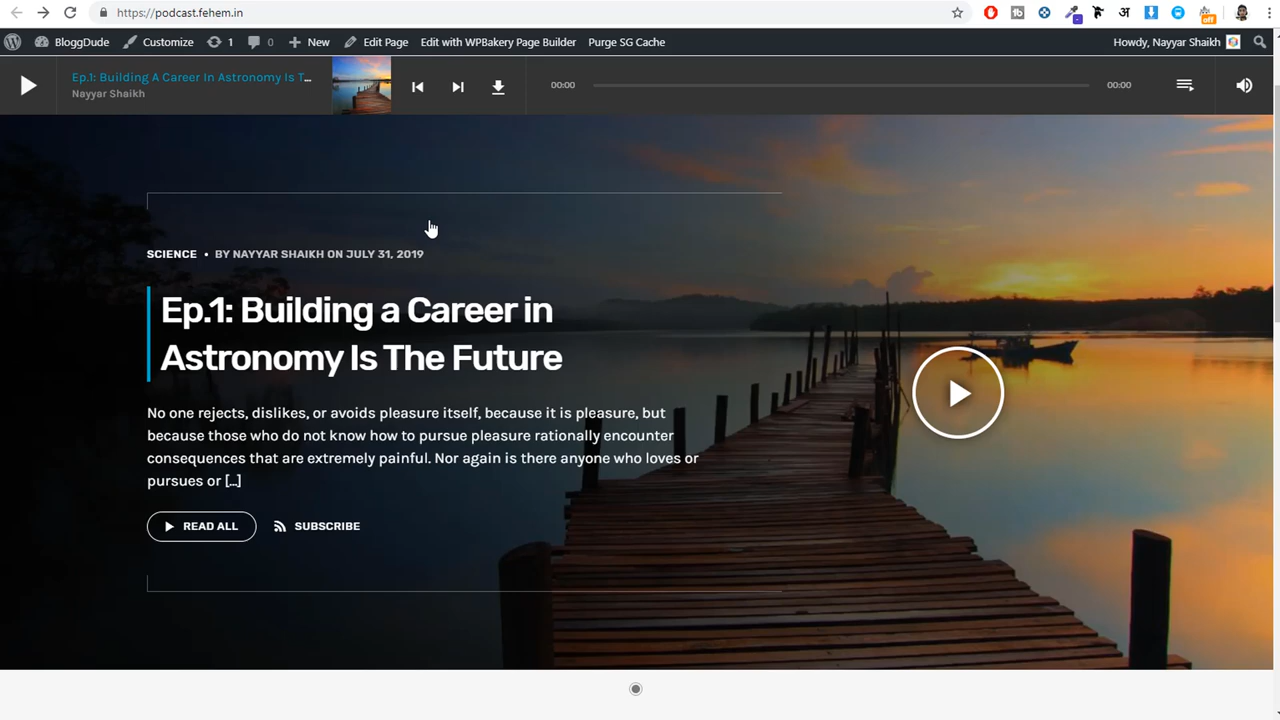 https://podcast.fehem.in
BloggDude Customize 1 0 New Edit Page Edit with WPBakery Page Builder Purge SG Cache Howdy, Nayyar Shaikh
Ep.1: Building A Career In Astronomy Is T...
Nayyar Shaikh
00:00 00:00
SCIENCE • BY NAYYAR SHAIKH ON JULY 31, 2019
Ep.1: Building a Career in
Astronomy Is The Future
No one rejects, dislikes, or avoids pleasure itself, because it is pleasure, but
because those who do not know how to pursue pleasure rationally encounter
consequences that are extremely painful. Nor again is there anyone who loves or
pursues or [...]
READ ALL SUBSCRIBE